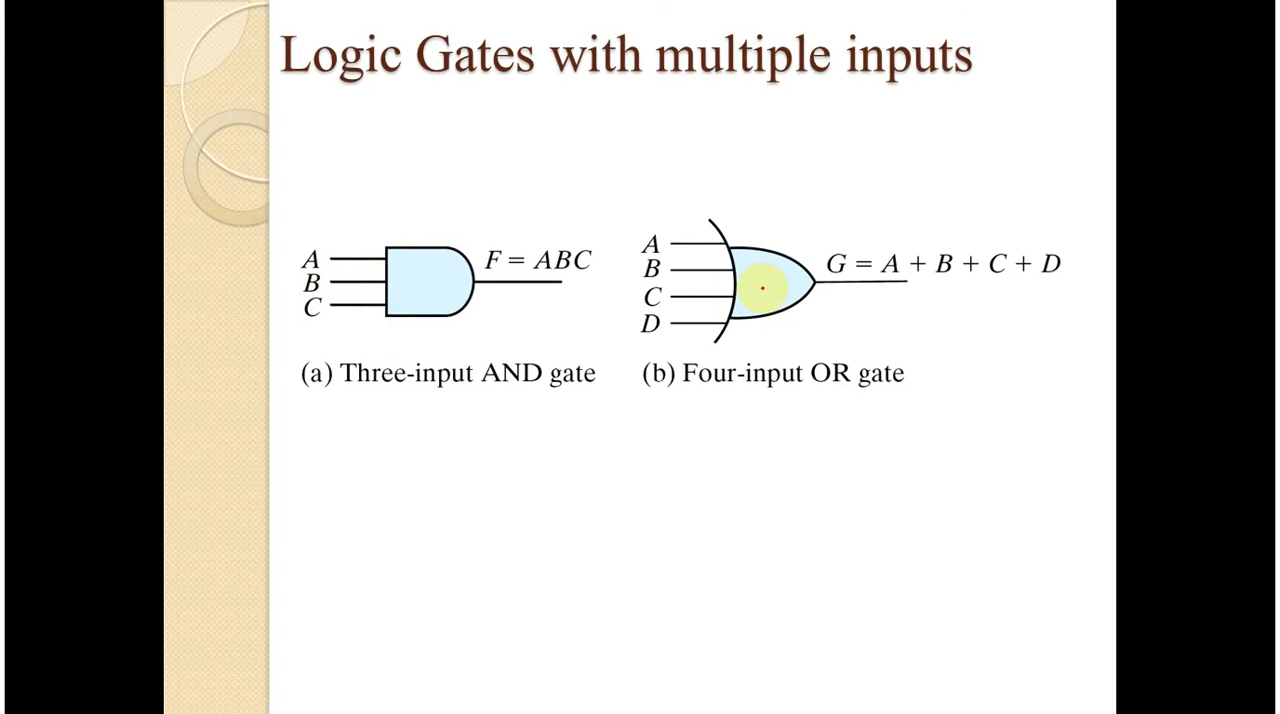 Logic Gates with multiple inputs
A
B
C
F = ABC
(a) Three-input AND gate
A
B
C
D
G = A + B + C + D
(b) Four-input OR gate